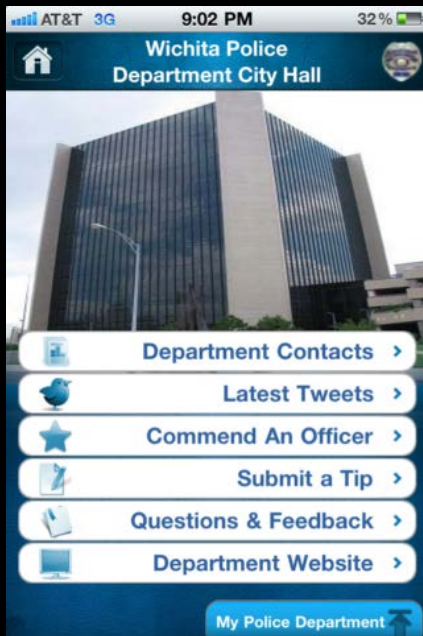 AT&T 3G 9:02 PM 32%
Wichita Police
Department City Hall
Department Contacts
Latest Tweets
Commend An Officer
Submit a Tip
Questions & Feedback
Department Website
My Police Department